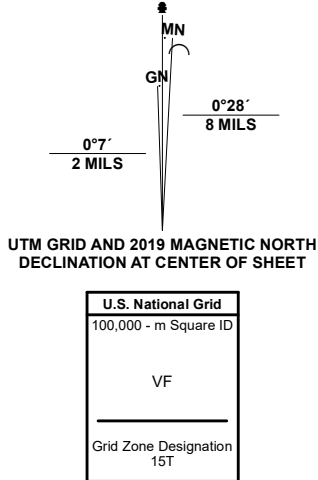 MN
GN
0°28´
8 MILS
0°7´
2 MILS
UTM GRID AND 2019 MAGNETIC NORTH
DECLINATION AT CENTER OF SHEET
U.S. National Grid
100,000 - m Square ID
VF
Grid Zone Designation
15T